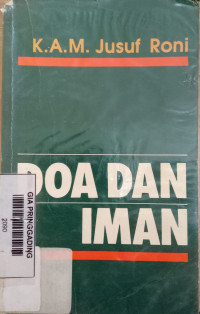 K.A.M. Jusuf Roni
DOA DAN
IMAN
GIA PRINGGADING
2090